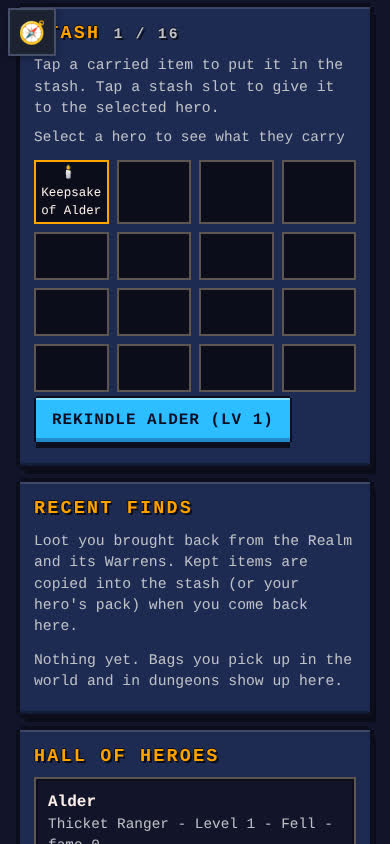 TASH 1 / 16
Tap a carried item to put it in the
stash. Tap a stash slot to give it
to the selected hero.
Select a hero to see what they carry
Keepsake
of Alder
REKINDLE ALDER (LV 1)
RECENT FINDS
Loot you brought back from the Realm
and its Warrens. Kept items are
copied into the stash (or your
hero's pack) when you come back
here.
Nothing yet. Bags you pick up in the
world and in dungeons show up here.
HALL OF HEROES
Alder
Thicket Ranger - Level 1 - Fell -
fame 0